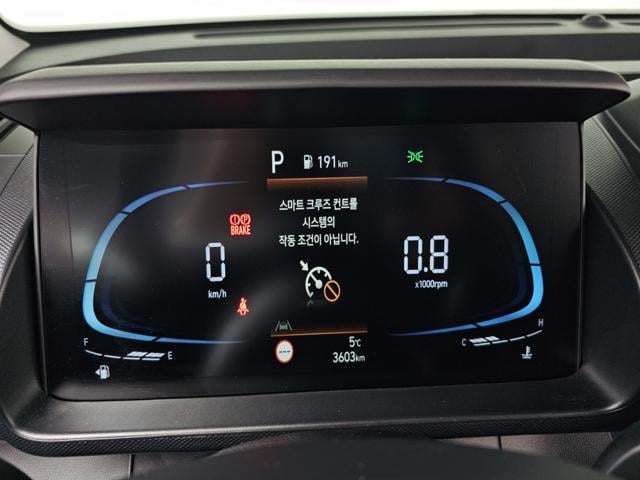 P 191 km
스마트 크루즈 컨트롤
시스템의
작동 조건이 아닙니다.
BRAKE
0
km/h
0.8
x1000rpm
F E
C H
5℃
3603km